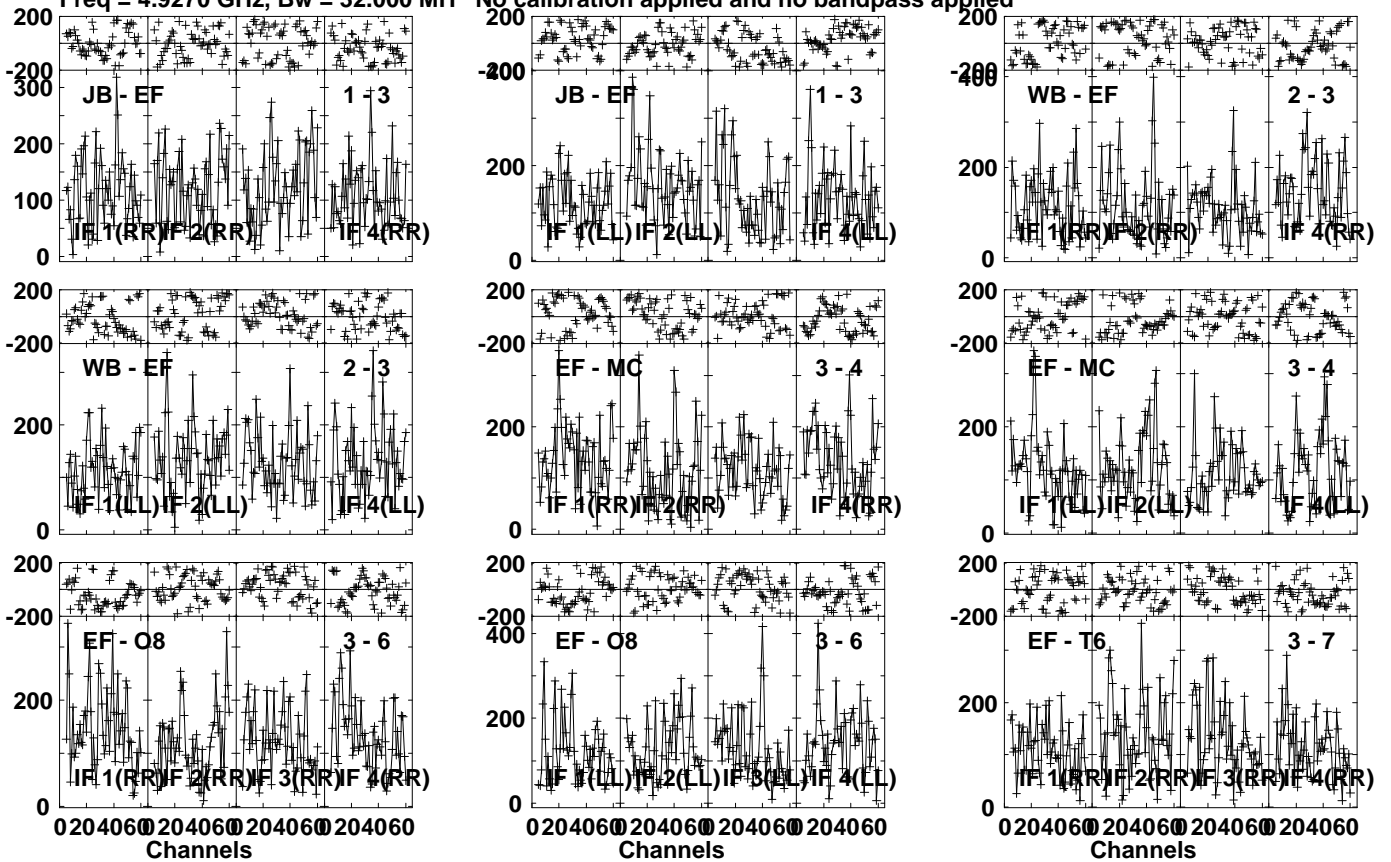 Freq = 4.9270 GHz, Bw = 32.000 MH No calibration applied and no bandpass applied
200 200 200
-200 -200 -200
300 400 400
JB - EF 1 - 3 JB - EF 1 - 3 WB - EF 2 - 3
200 200 200
100
IF 1(RR) IF 2(RR) IF 4(RR) IF 1(LL) IF 2(LL) IF 4(LL) IF 1(RR) IF 2(RR) IF 4(RR)
0 0 0
200 200 200
-200 -200 -200
WB - EF 2 - 3 EF - MC 3 - 4 EF - MC 3 - 4
200 200 200
IF 1(LL) IF 2(LL) IF 4(LL) IF 1(RR) IF 2(RR) IF 4(RR) IF 1(LL) IF 2(LL) IF 4(LL)
0 0 0
200 200 200
-200 -200 -200
EF - O8 3 - 6 400 EF - O8 3 - 6 EF - T6 3 - 7
200 200 200
IF 1(RR) IF 2(RR) IF 3(RR) IF 4(RR) IF 1(LL) IF 2(LL) IF 3(LL) IF 4(LL) IF 1(RR) IF 2(RR) IF 3(RR) IF 4(RR)
0 0 0
0 20 40 60 0 20 40 60 0 20 40 60 0 20 40 60 0 20 40 60 0 20 40 60 0 20 40 60 0 20 40 60 0 20 40 60 0 20 40 60 0 20 40 60 0 20 40 60
Channels Channels Channels